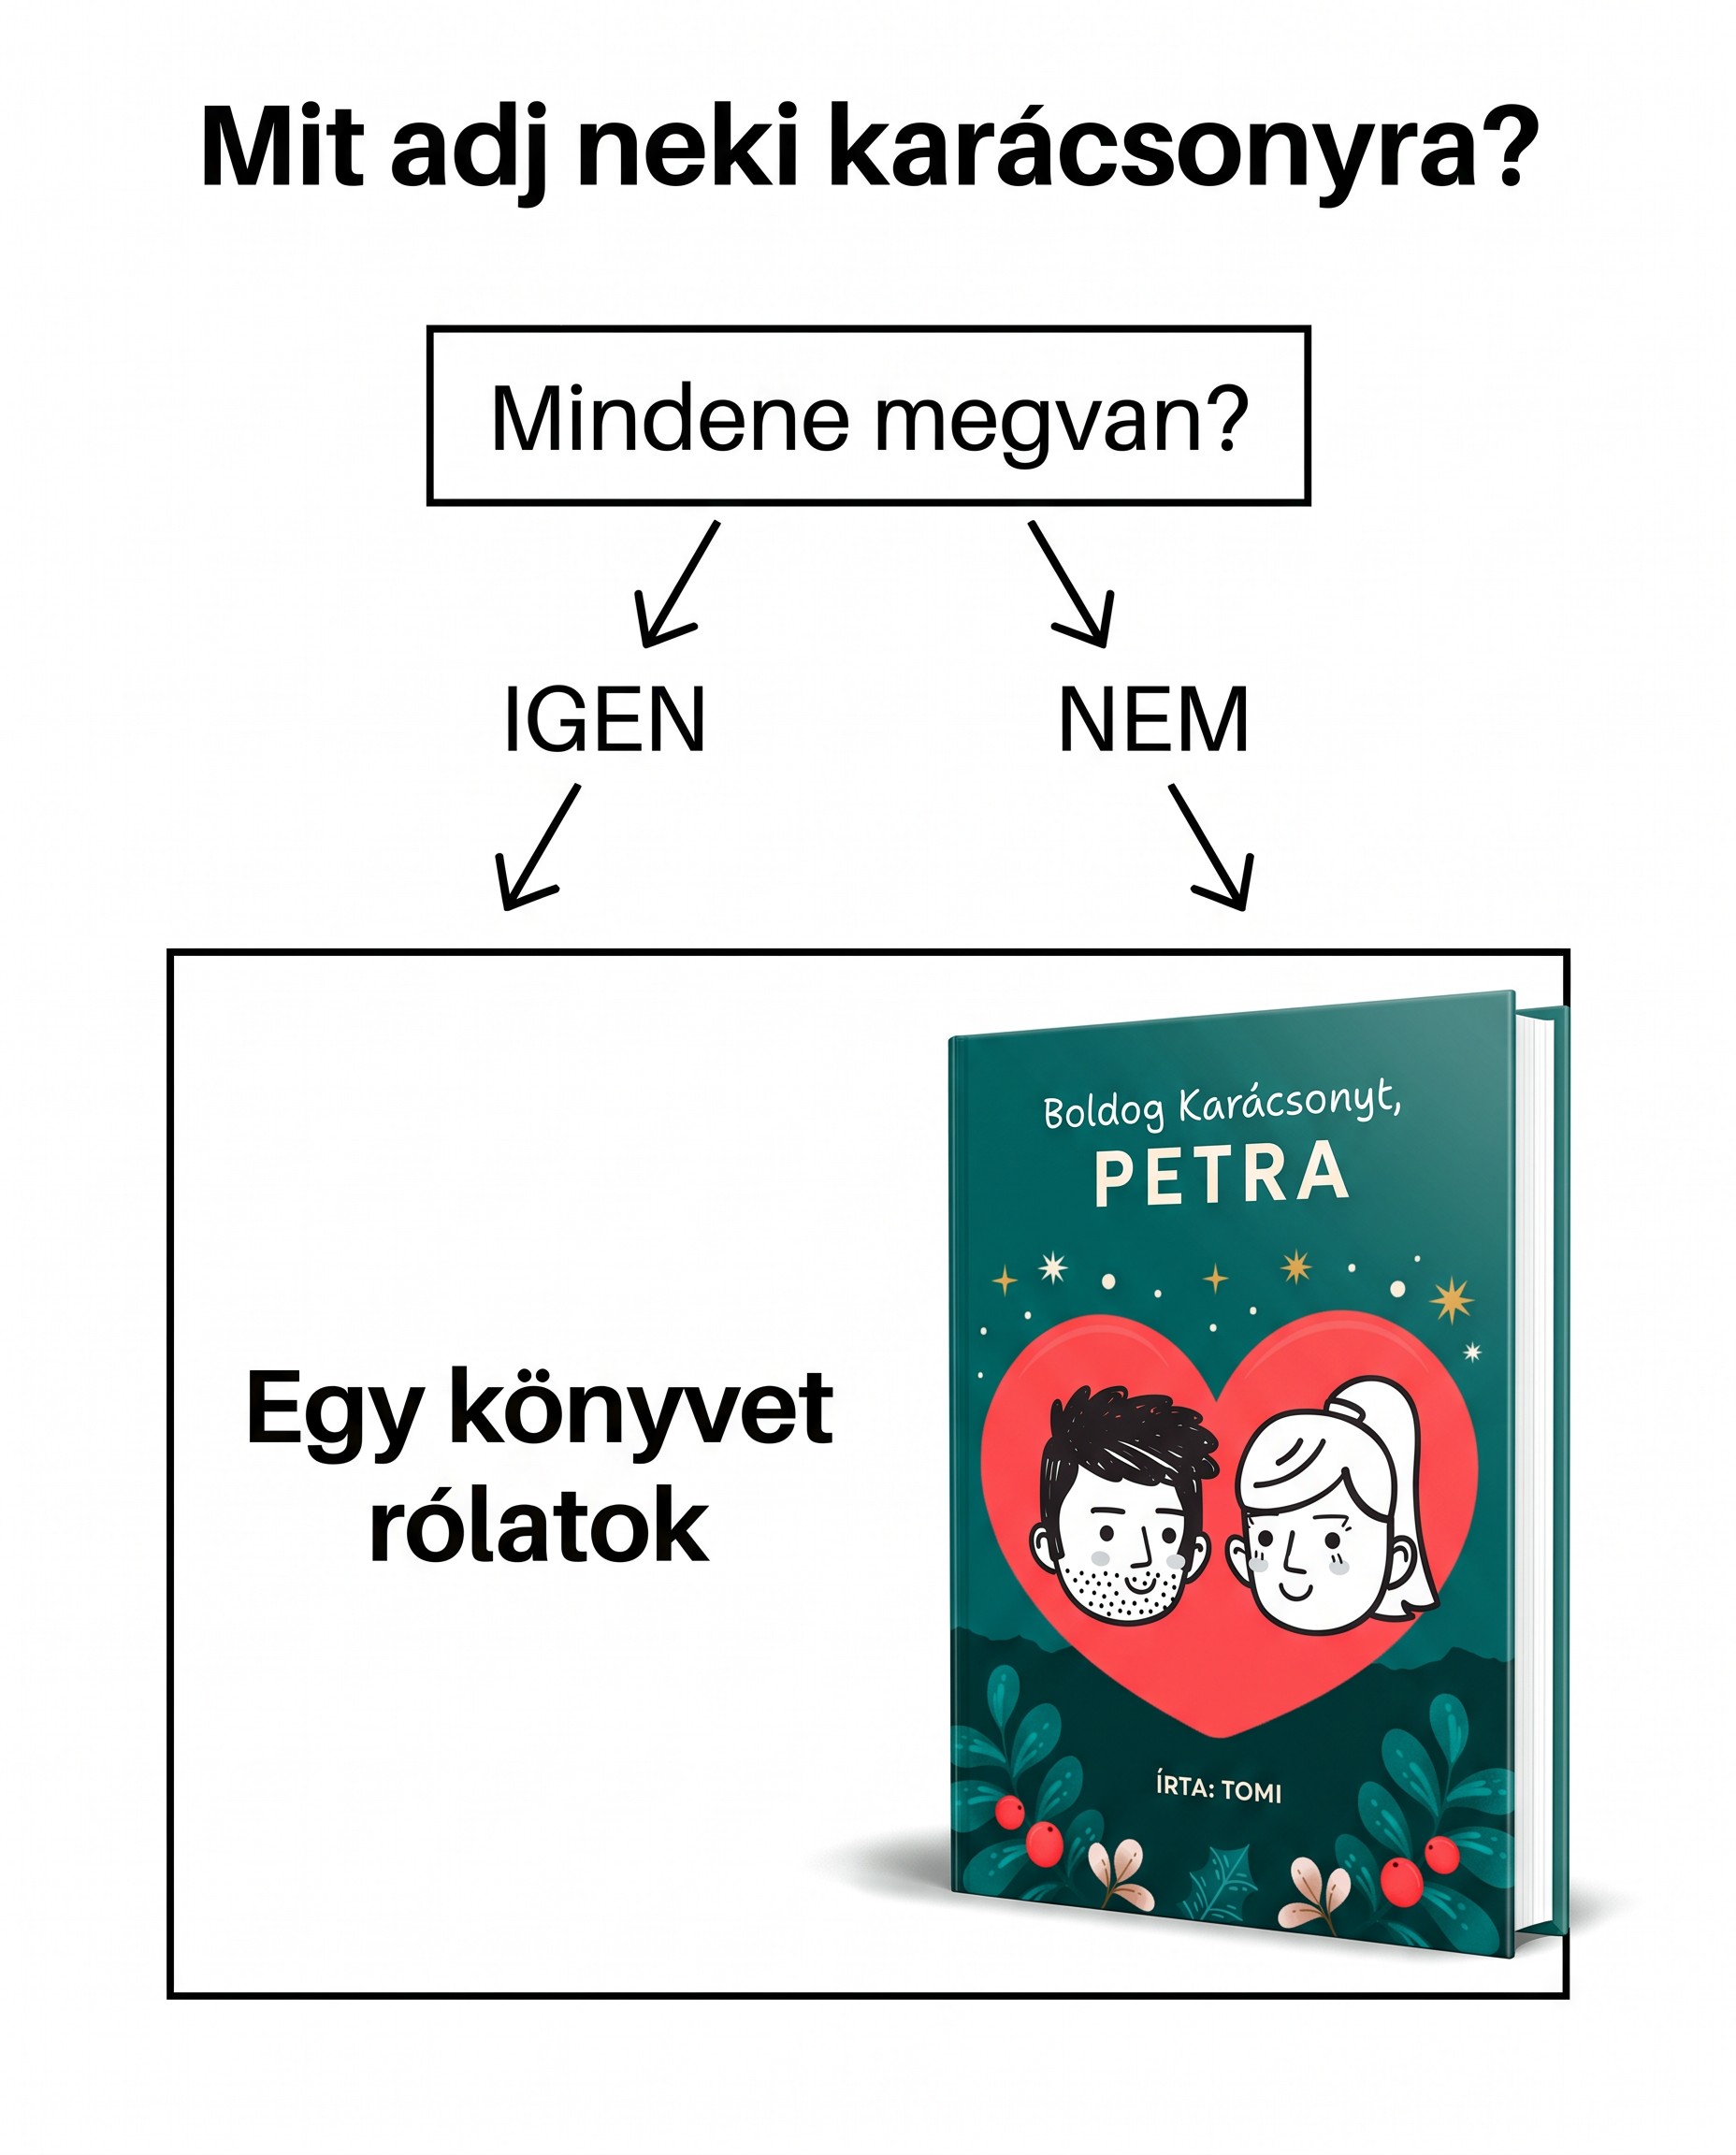 Mit adj neki karácsonyra?
Mindene megvan?
IGEN
NEM
Egy könyvet
rólatok
Boldog Karácsonyt,
PETRA
ÍRTA: TOMI